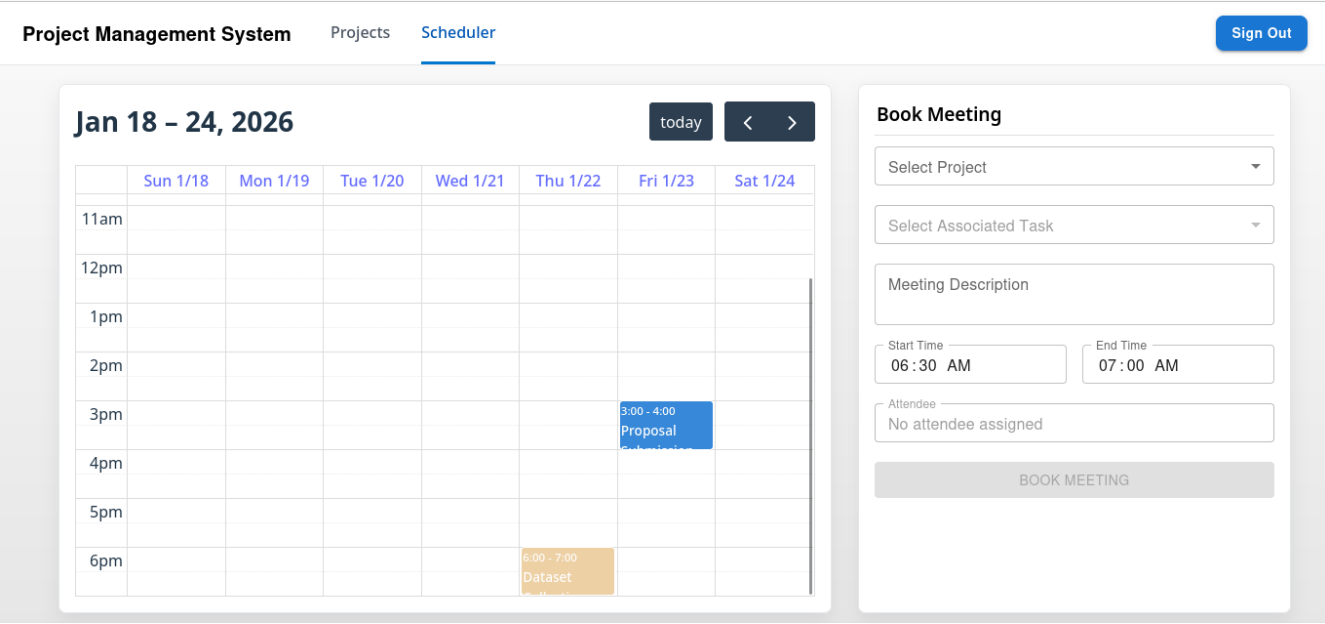 Project Management System Projects Scheduler Sign Out
Jan 18 – 24, 2026 today
Sun 1/18 Mon 1/19 Tue 1/20 Wed 1/21 Thu 1/22 Fri 1/23 Sat 1/24
11am
12pm
1pm
2pm
3pm
3:00 - 4:00
Proposal
4pm
5pm
6pm
6:00 - 7:00
Dataset
Book Meeting
Select Project
Select Associated Task
Meeting Description
Start Time End Time
06:30 AM 07:00 AM
Attendee
No attendee assigned
BOOK MEETING